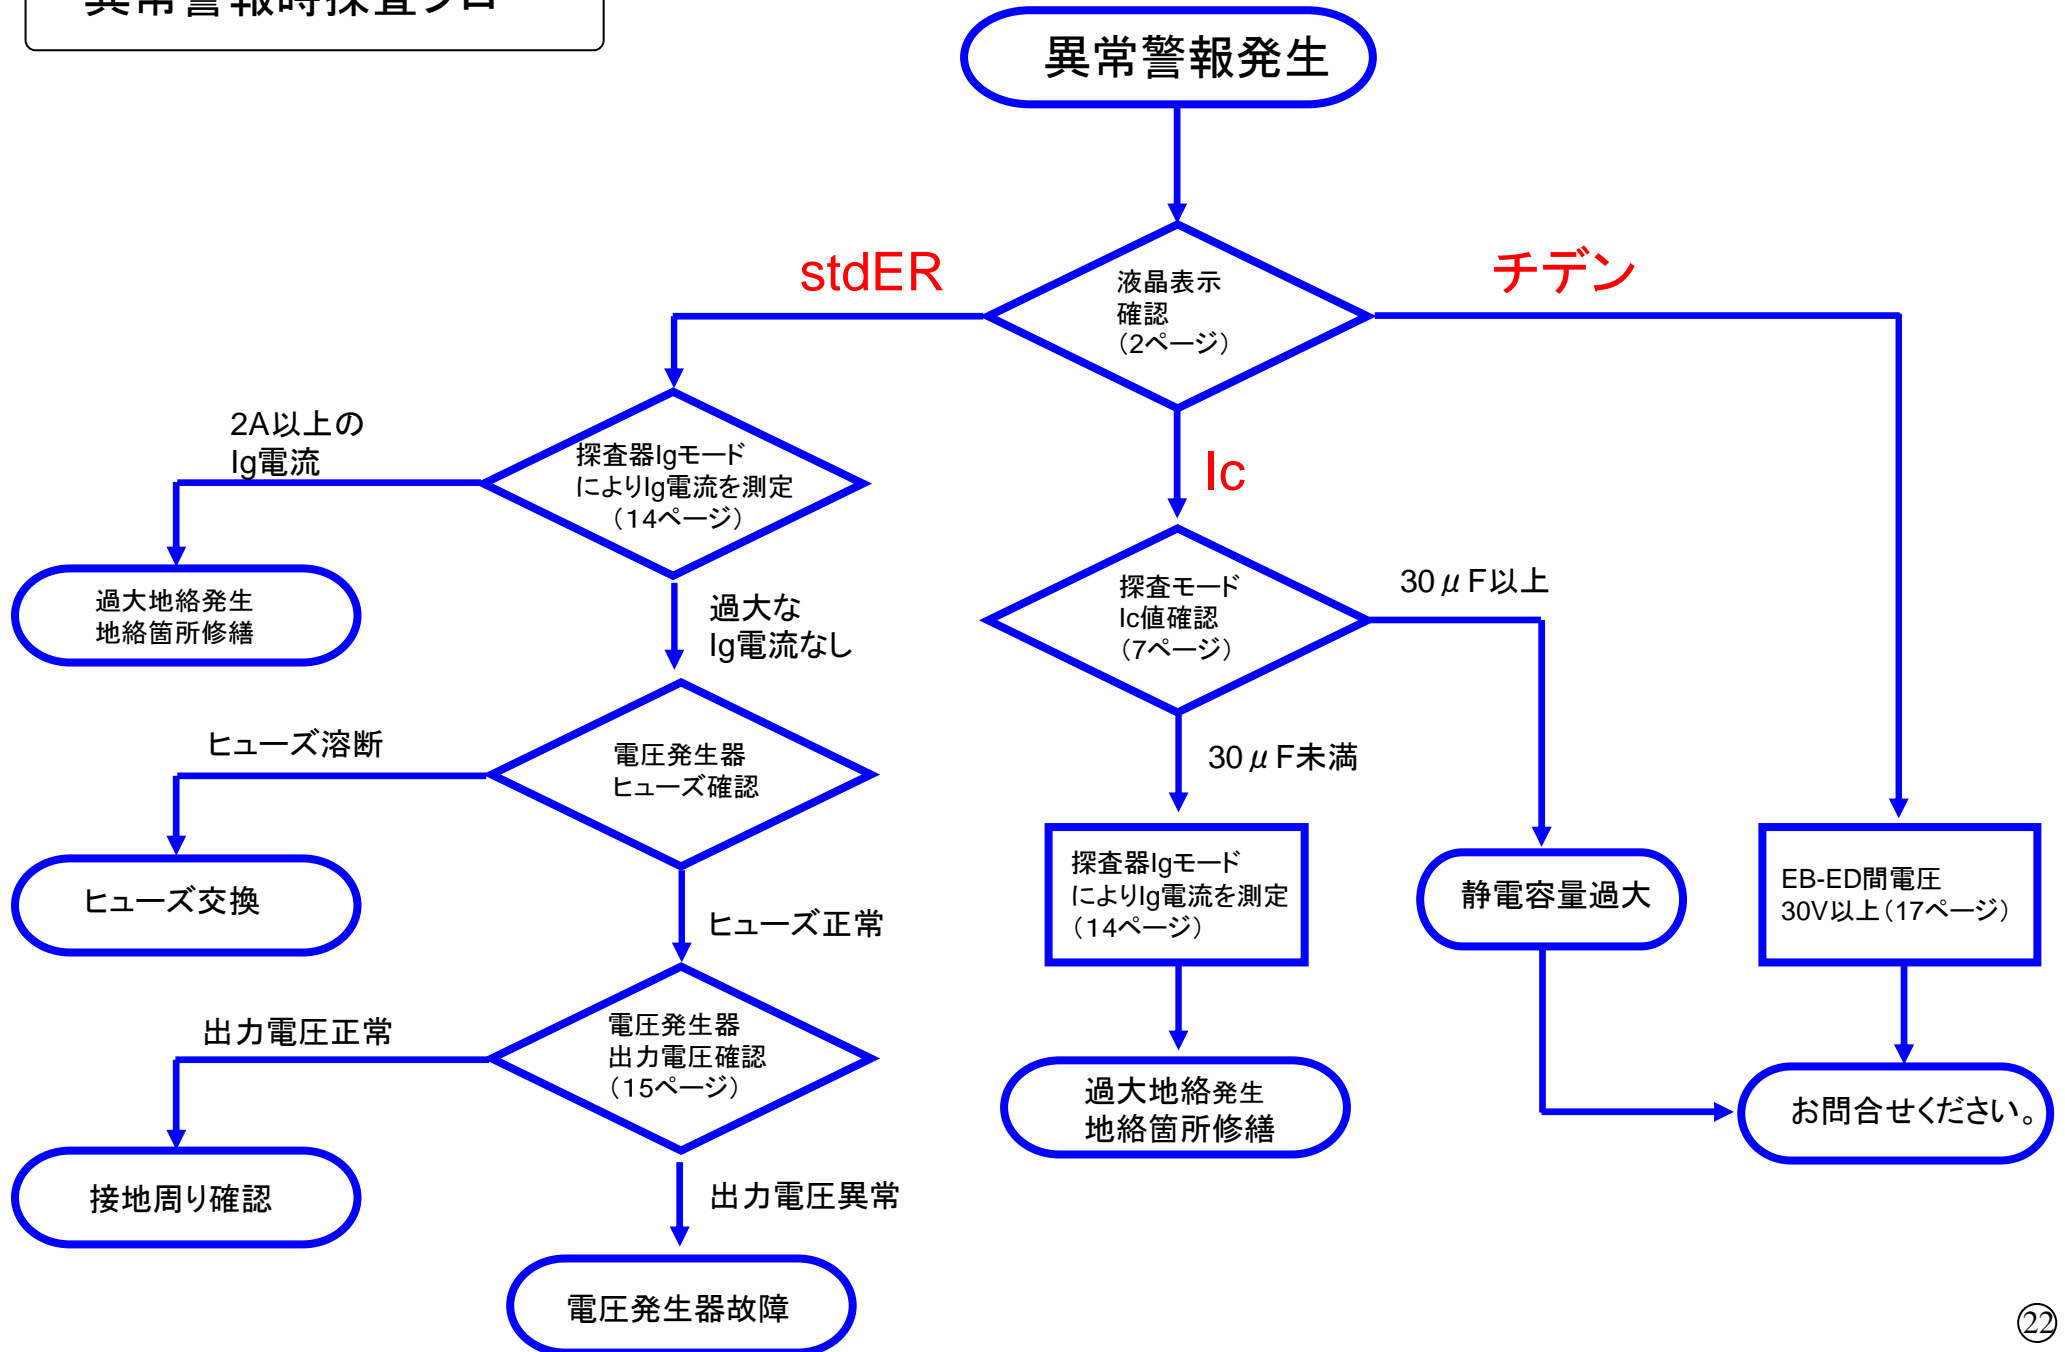 異常警報時探査フロー
異常警報発生
stdER
チデン
液晶表示
確認
（2ページ）
2A以上の
Ig電流
探査器Igモード
によりIg電流を測定
（14ページ）
Ic
過大地絡発生
地絡箇所修繕
過大な
Ig電流なし
探査モード
Ic値確認
（7ページ）
30μF以上
ヒューズ溶断
電圧発生器
ヒューズ確認
30μF未満
ヒューズ交換
ヒューズ正常
探査器Igモード
によりIg電流を測定
（14ページ）
静電容量過大
EB-ED間電圧
30V以上（17ページ）
出力電圧正常
電圧発生器
出力電圧確認
（15ページ）
過大地絡発生
地絡箇所修繕
お問合せください。
接地周り確認
出力電圧異常
電圧発生器故障
㉒